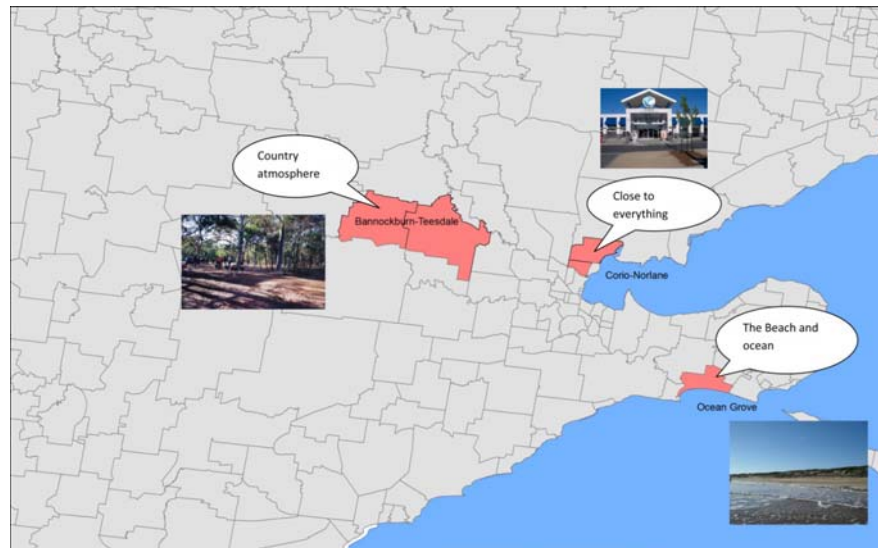 Country
atmosphere
Bannockburn-Teesdale
Close to
everything
Corio-Norlane
The Beach and
ocean
Ocean Grove